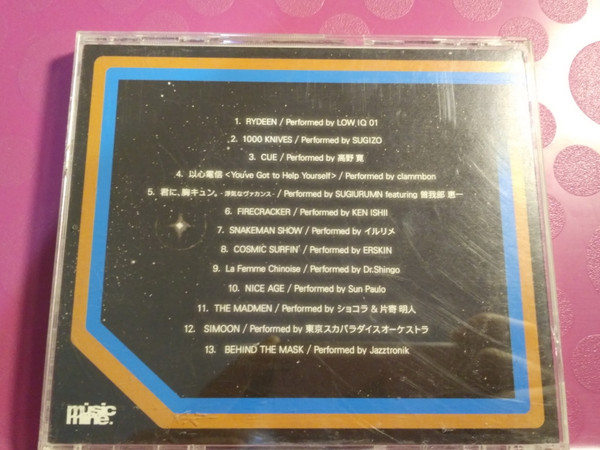 1. RYDEEN / Performed by LOW IQ 01
2. 1000 KNIVES / Performed by SUGIZO
3. CUE / Performed by 高野 寛
4. 以心電信 <You've Got to Help Yourself> / Performed by clammbon
5. 君に、胸キュン。- 浮気なヴァカンス - / Performed by SUGIURUMN featuring 曽我部 恵一
6. FIRECRACKER / Performed by KEN ISHII
7. SNAKEMAN SHOW / Performed by イルリメ
8. COSMIC SURFIN' / Performed by ERSKIN
9. La Femme Chinoise / Performed by Dr.Shingo
10. NICE AGE / Performed by Sun Paulo
11. THE MADMEN / Performed by ショコラ & 片寄 明人
12. SIMOON / Performed by 東京スカパラダイスオーケストラ
13. BEHIND THE MASK / Performed by Jazztronik
music
mine.